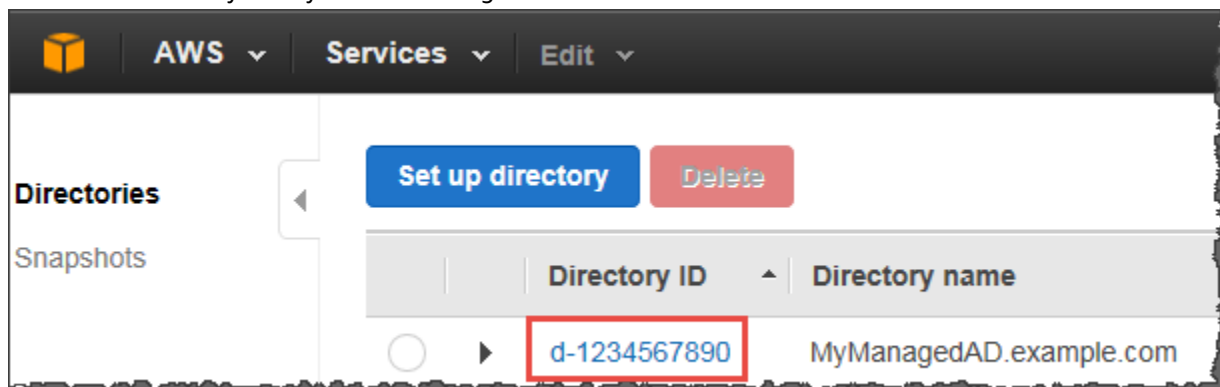 AWS Services Edit
Directories
Snapshots
Set up directory Delete
Directory ID Directory name
d-1234567890 MyManagedAD.example.com